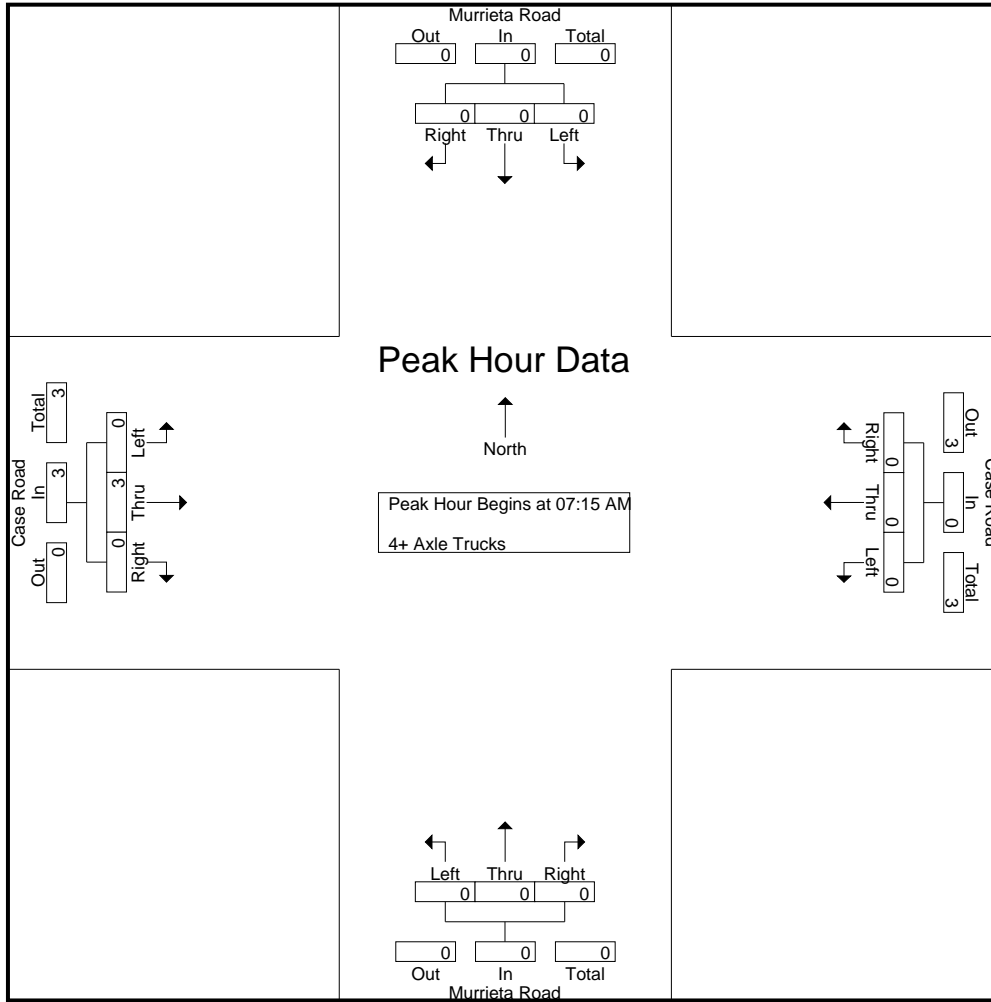 Murrieta Road
Out In Total
0 0 0
0 0 0
Right Thru Left
Peak Hour Data
North
Peak Hour Begins at 07:15 AM
4+ Axle Trucks
Case Road
Out In Total
0 3 3
Right Thru Left
0 3 0
Case Road
Out In Total
3 0 3
Right Thru Left
0 0 0
Left Thru Right
0 0 0
0 0 0
Out In Total
Murrieta Road